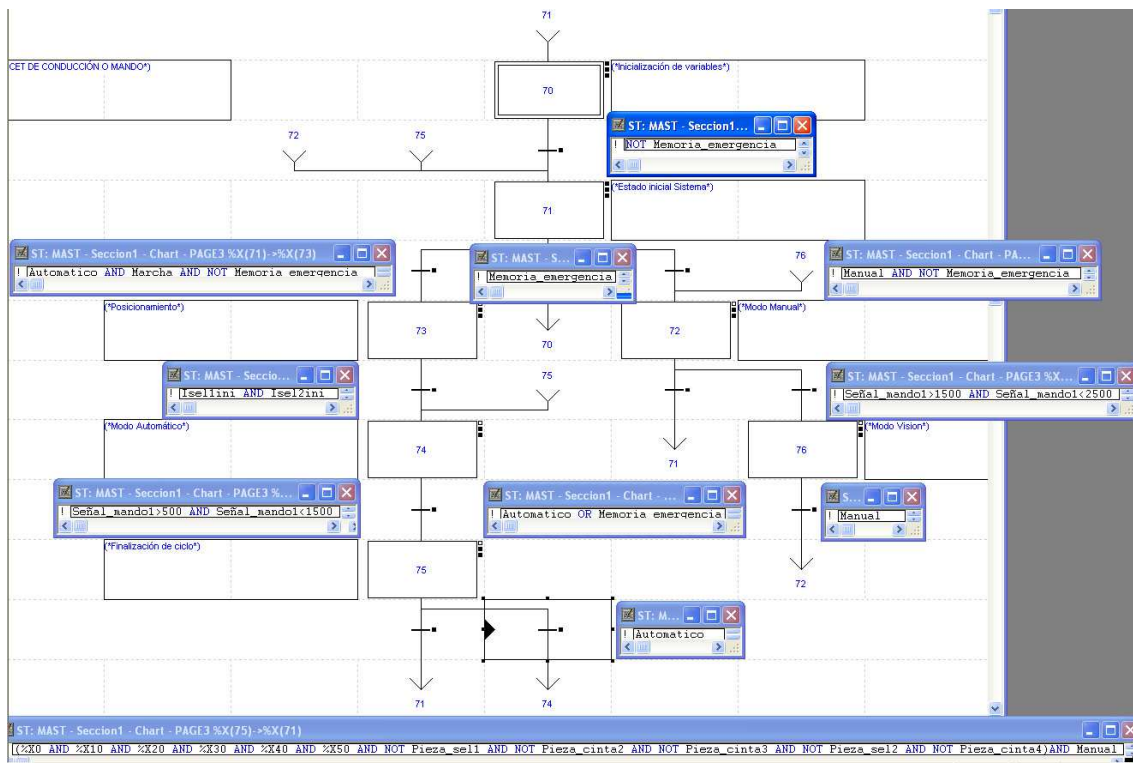 71
CET DE CONDUCCIÓN O MANDO*)
(*Inicialización de variables*)
70
72
75
ST: MAST - Seccion1...
! NOT Memoria_emergencia
(*Estado inicial Sistema*)
71
ST: MAST - Seccion1 - Chart - PAGE3 %X(71)->%X(73)
! Automatico AND Marcha AND NOT Memoria emergencia
ST: MAST - S...
! Memoria_emergencia
76
ST: MAST - Seccion1 - Chart - PA...
! Manual AND NOT Memoria_emergencia
(*Posicionamiento*)
73
72
(*Modo Manual*)
70
ST: MAST - Seccio...
! Isel1ini AND Isel2ini
75
ST: MAST - Seccion1 - Chart - PAGE3 %X...
! Señal_mando1>1500 AND Señal_mando1<2500
(*Modo Automático*)
74
71
76
(*Modo Vision*)
ST: MAST - Seccion1 - Chart - PAGE3 %...
! Señal_mando1>500 AND Señal_mando1<1500
ST: MAST - Seccion1 - Chart - ...
! Automatico OR Memoria emergencia
S...
! Manual
(*Finalización de ciclo*)
75
72
ST: M...
! Automatico
71
74
ST: MAST - Seccion1 - Chart - PAGE3 %X(75)->%X(71)
(%X0 AND %X10 AND %X20 AND %X30 AND %X40 AND %X50 AND NOT Pieza_sel1 AND NOT Pieza_cinta2 AND NOT Pieza_cinta3 AND NOT Pieza_sel2 AND NOT Pieza_cinta4)AND Manual